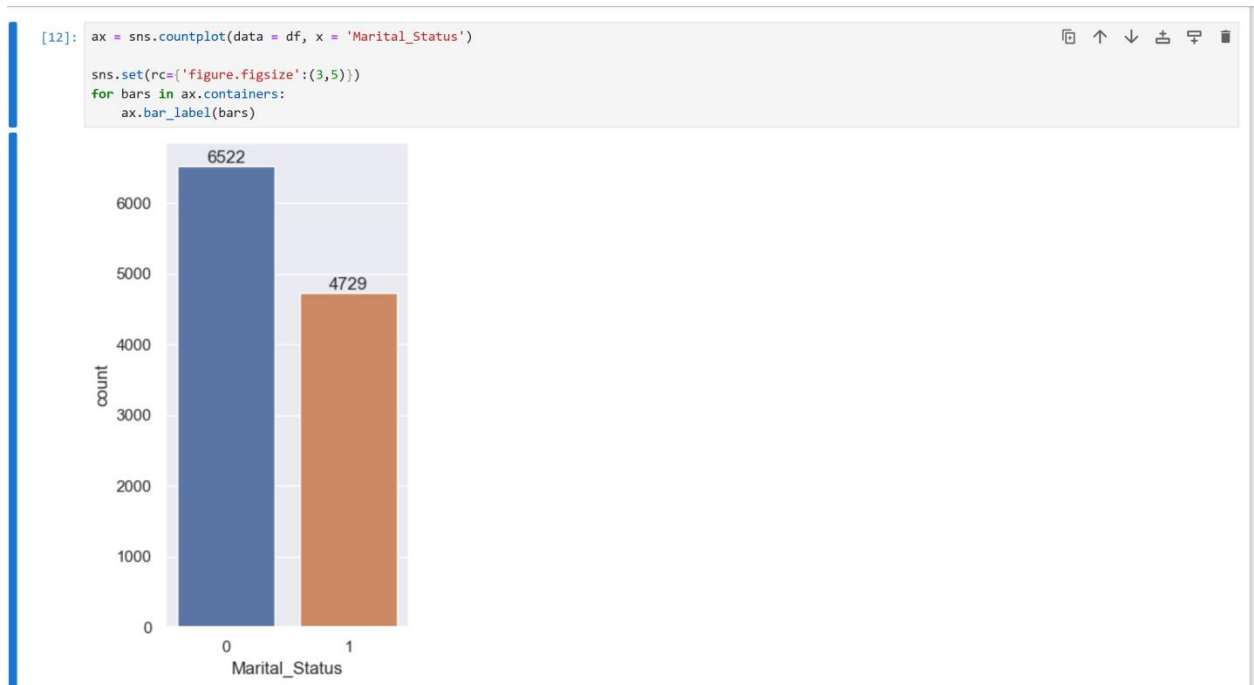 [12]: ax = sns.countplot(data = df, x = 'Marital_Status')
sns.set(rc={'figure.figsize':(3,5)})
for bars in ax.containers:
    ax.bar_label(bars)
6522
6000
5000
4729
4000
count
3000
2000
1000
0
0 1
Marital_Status